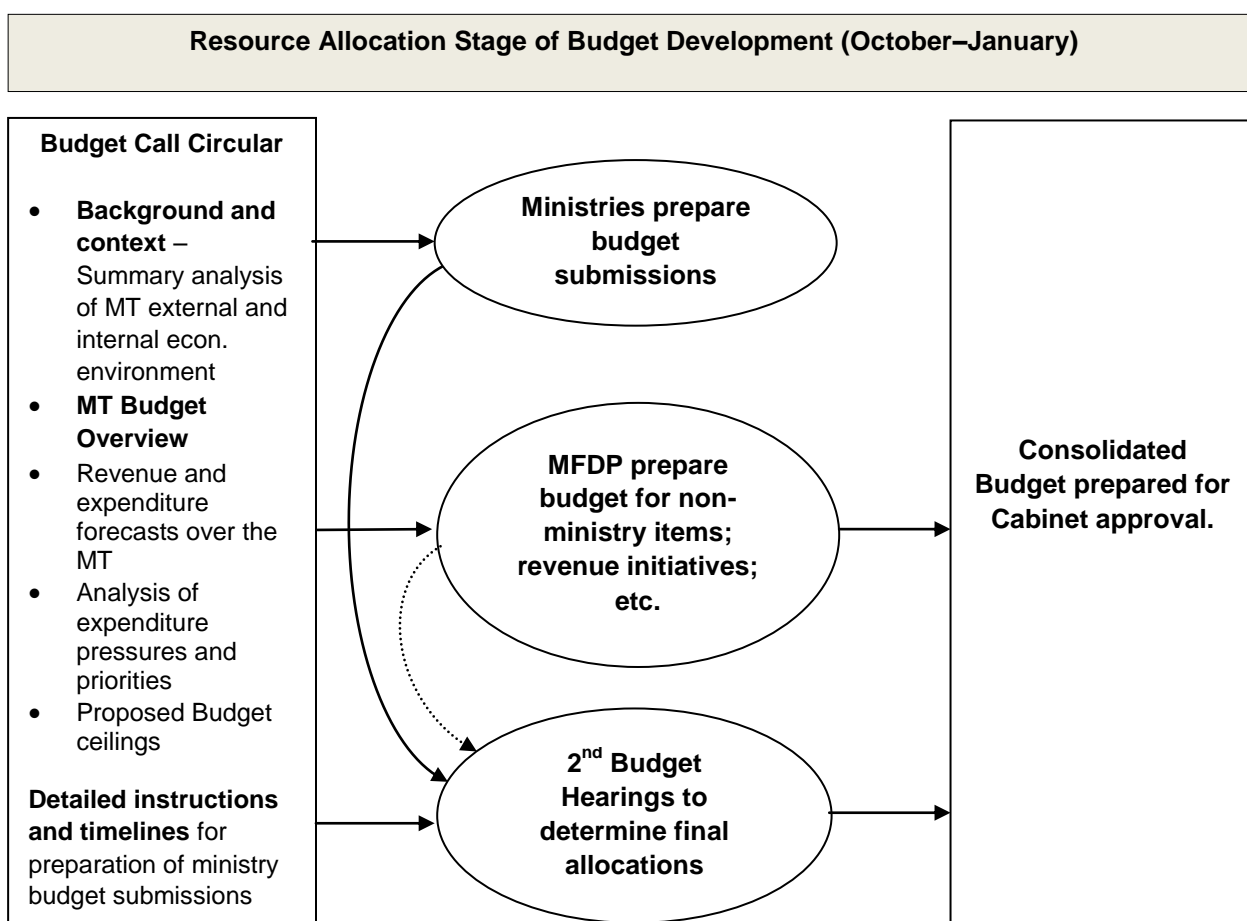 Resource Allocation Stage of Budget Development (October–January)
Budget Call Circular
• Background and
context –
Summary analysis
of MT external and
internal econ.
environment
• MT Budget
Overview
• Revenue and
expenditure
forecasts over the
MT
• Analysis of
expenditure
pressures and
priorities
• Proposed Budget
ceilings
Detailed instructions
and timelines for
preparation of ministry
budget submissions
Ministries prepare
budget
submissions
MFDP prepare
budget for non-
ministry items;
revenue initiatives;
etc.
2nd Budget
Hearings to
determine final
allocations
Consolidated
Budget prepared for
Cabinet approval.